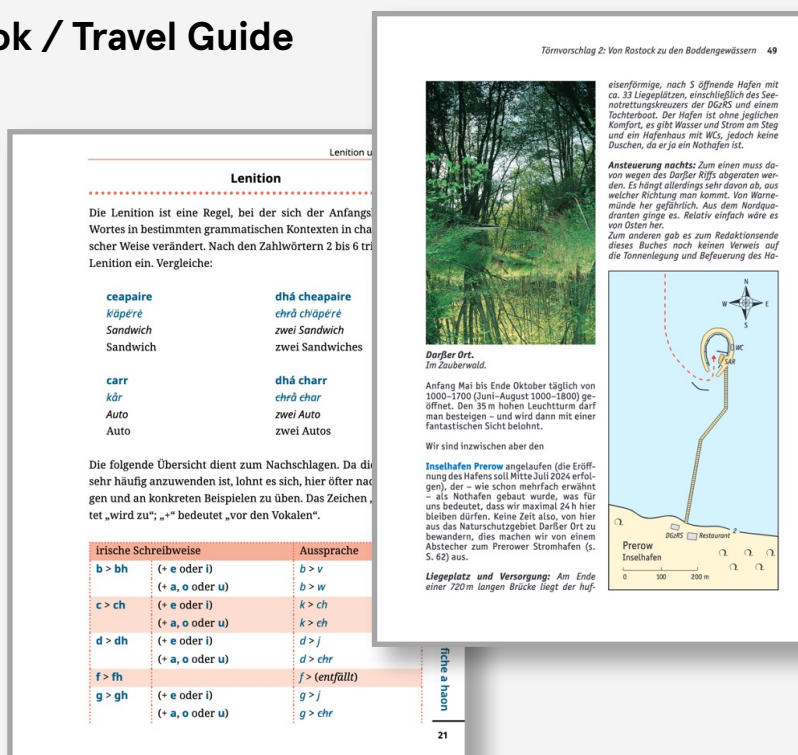 ok / Travel Guide
Lenition u
Lenition
Die Lenition ist eine Regel, bei der sich der Anfangs
Wortes in bestimmten grammatischen Kontexten in cha
scher Weise verändert. Nach den Zahlwörtern 2 bis 6 tri
Lenition ein. Vergleiche:
ceapaire dhá cheapaire
Sandwich zwei Sandwich
Sandwich zwei Sandwiches
carr dhá charr
kår chrå char
Auto zwei Auto
Auto zwei Autos
Die folgende Übersicht dient zum Nachschlagen. Da die
sehr häufig anzuwenden ist, lohnt es sich, hier öfter nac
gen und an konkreten Beispielen zu üben. Das Zeichen „
tet „wird zu“; „+“ bedeutet „vor den Vokalen“.
irische Schreibweise Aussprache
b > bh (+ e oder i) b > v
(+ a, o oder u) b > w
c > ch (+ e oder i) k > ch
(+ a, o oder u) k > ch
d > dh (+ e oder i) d > j
(+ a, o oder u) d > chr
f > fh f > (entfällt)
g > gh (+ e oder i) g > j
(+ a, o oder u) g > chr
fiche a haon
21
Törnvorschlag 2: Von Rostock zu den Boddengewässern 49
Darßer Ort.
Im Zauberwald.
Anfang Mai bis Ende Oktober täglich von
1000–1700 (Juni–August 1000–1800) ge-
öffnet. Den 35 m hohen Leuchtturm darf
man besteigen – und wird dann mit einer
fantastischen Sicht belohnt.
Wir sind inzwischen aber den
Inselhafen Prerow angelaufen (die Eröff-
nung des Hafens soll Mitte Juli 2024 erfol-
gen), der – wie schon mehrfach erwähnt
– als Nothafen gebaut wurde, was für
uns bedeutet, dass wir maximal 24 h hier
bleiben dürfen. Keine Zeit also, von hier
aus das Naturschutzgebiet Darßer Ort zu
bewandern, dies machen wir von einem
Abstecher zum Prerower Stromhafen (s.
S. 62) aus.
Liegeplatz und Versorgung: Am Ende
einer 720 m langen Brücke liegt der huf-
eisenförmige, nach S öffnende Hafen mit
ca. 33 Liegeplätzen, einschließlich des See-
notrettungskreuzers der DGzRS und einem
Tochterboot. Der Hafen ist ohne jeglichen
Komfort, es gibt Wasser und Strom am Steg
und ein Hafenhaus mit WCs, jedoch keine
Duschen, da er ja ein Nothafen ist.
Ansteuerung nachts: Zum einen muss da-
von wegen des Darßer Riffs abgeraten wer-
den. Es hängt allerdings sehr davon ab, aus
welcher Richtung man kommt. Von Warne-
münde her gefährlich. Aus dem Nordqua-
dranten ginge es. Relativ einfach wäre es
von Osten her.
Zum anderen gab es zum Redaktionsende
dieses Buches noch keinen Verweis auf
die Tonnenlegung und Befeuerung des Ha-
N
W E
S
WC
SAR
DGzRS Restaurant 2
Prerow
Inselhafen
0 100 200 m